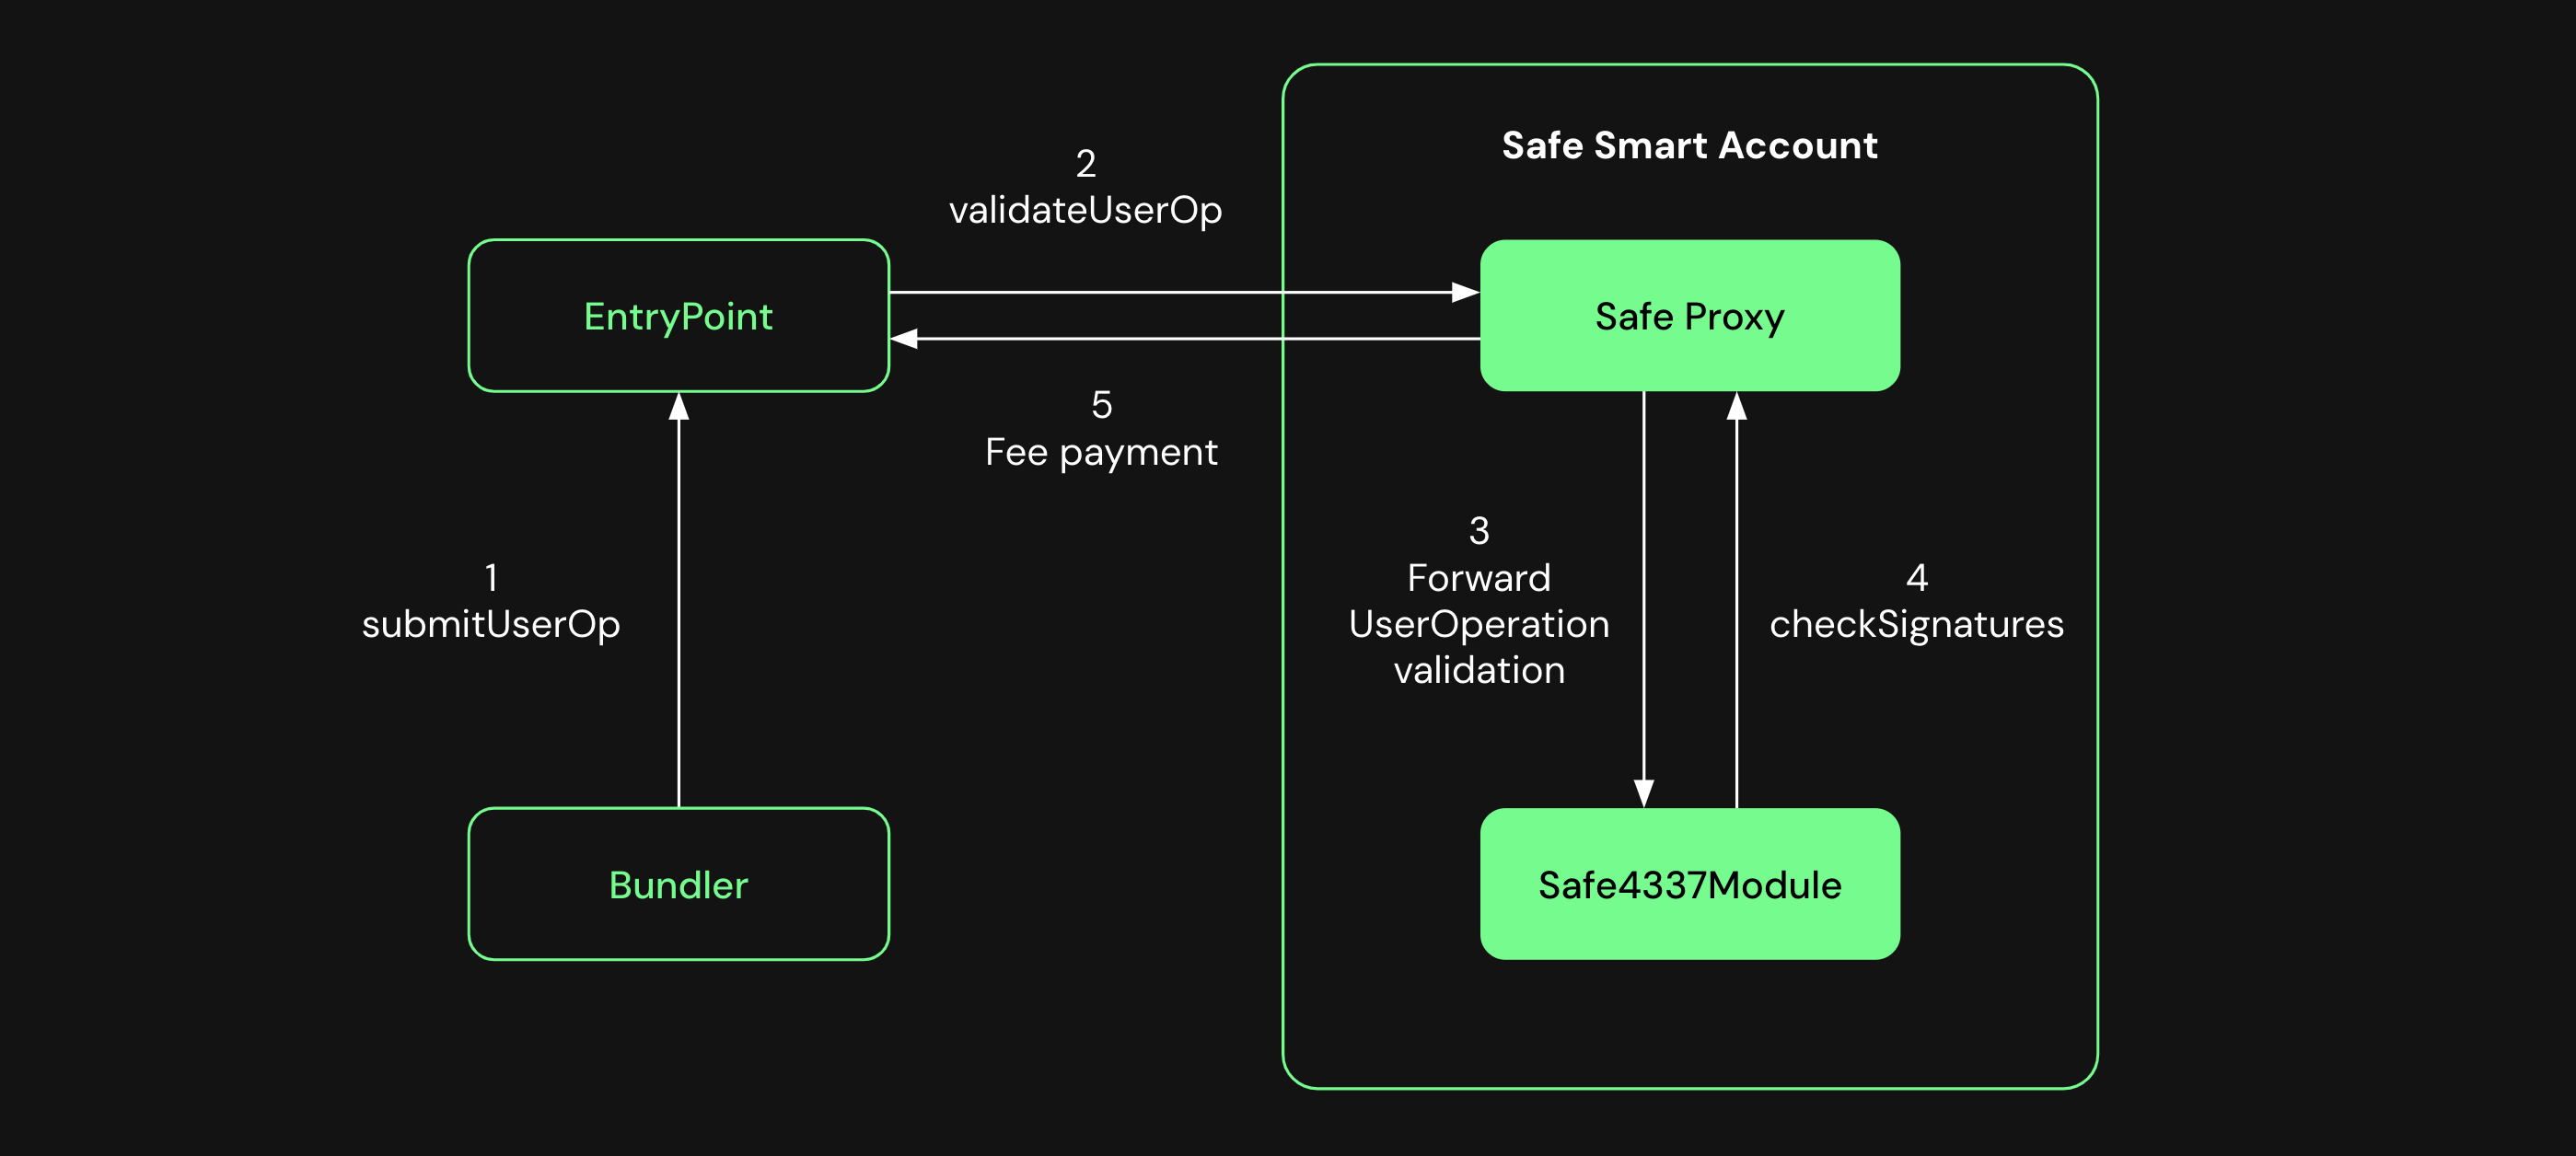 Safe Smart Account
2
validateUserOp
EntryPoint
Safe Proxy
5
Fee payment
3
Forward
UserOperation
validation
1
submitUserOp
4
checkSignatures
Bundler
Safe4337Module